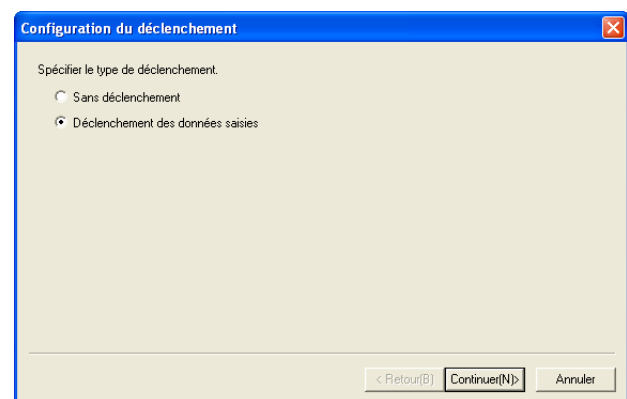 Configuration du déclenchement
Spécifier le type de déclenchement.
Sans déclenchement
Déclenchement des données saisies
< Retour(B) Continuer(N)> Annuler